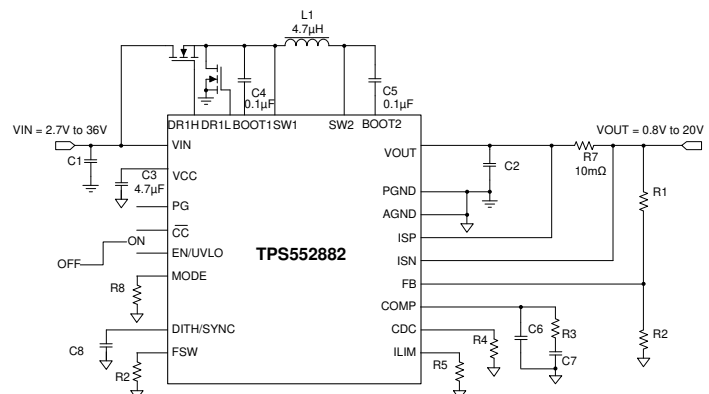 L1
4.7µH
C4
0.1µF
C5
0.1µF
DR1H DR1L BOOT1 SW1 SW2 BOOT2
VIN = 2.7V to 36V
VOUT = 0.8V to 20V
C1
VIN
VOUT
R7
10mΩ
C3
4.7µF
VCC
C2
PG
PGND
R1
CC
AGND
ON
OFF
EN/UVLO
TPS552882
ISP
MODE
ISN
R8
FB
COMP
DITH/SYNC
CDC
R4
C6
R3
R2
C8
FSW
ILIM
C7
R2
R5